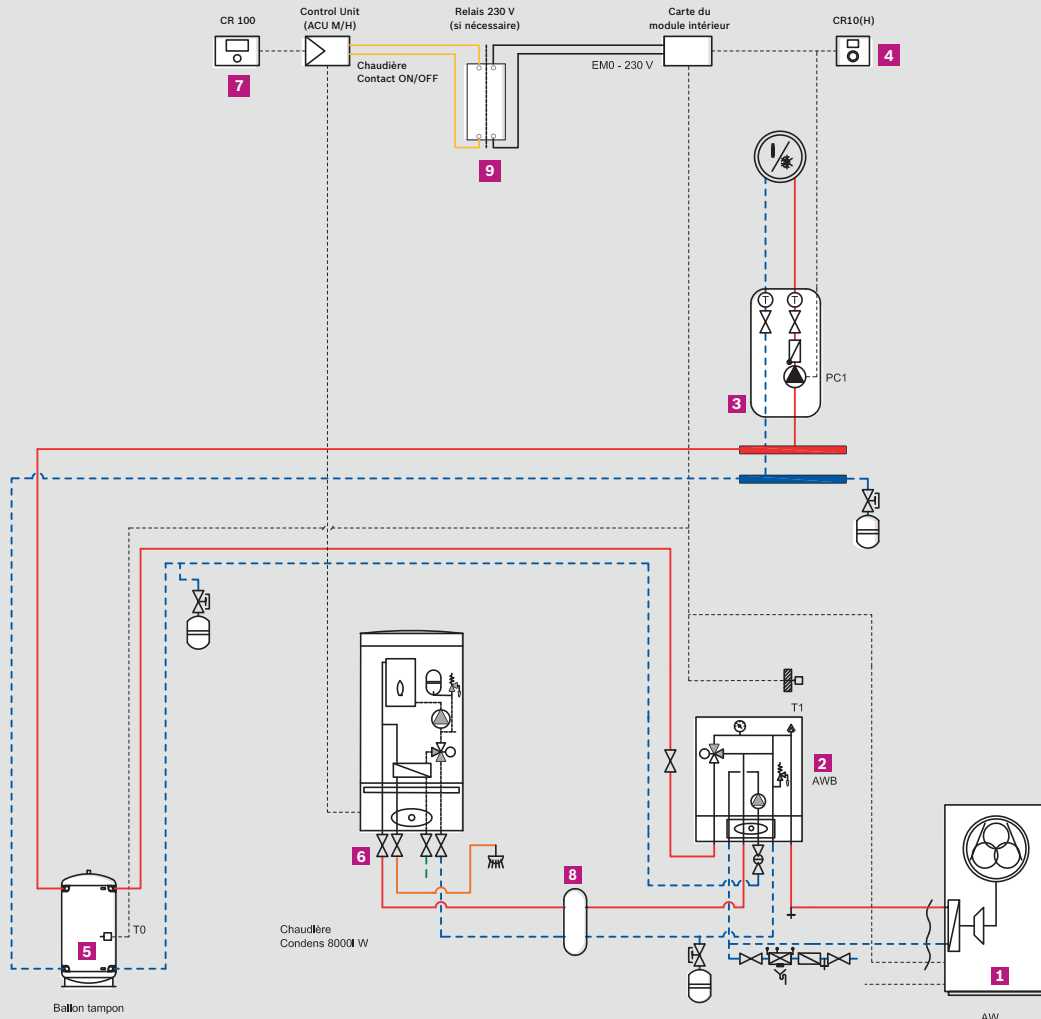 CR 100
Control Unit
(ACU M/H)
Relais 230 V
(si nécessaire)
Carte du
module intérieur
CR10(H)
4
7
Chaudière
Contact ON/OFF
EM0 - 230 V
9
T
T
PC1
3
T1
2
AWB
6
8
T0
5
Chaudière
Condens 8000I W
1
Ballon tampon
AW